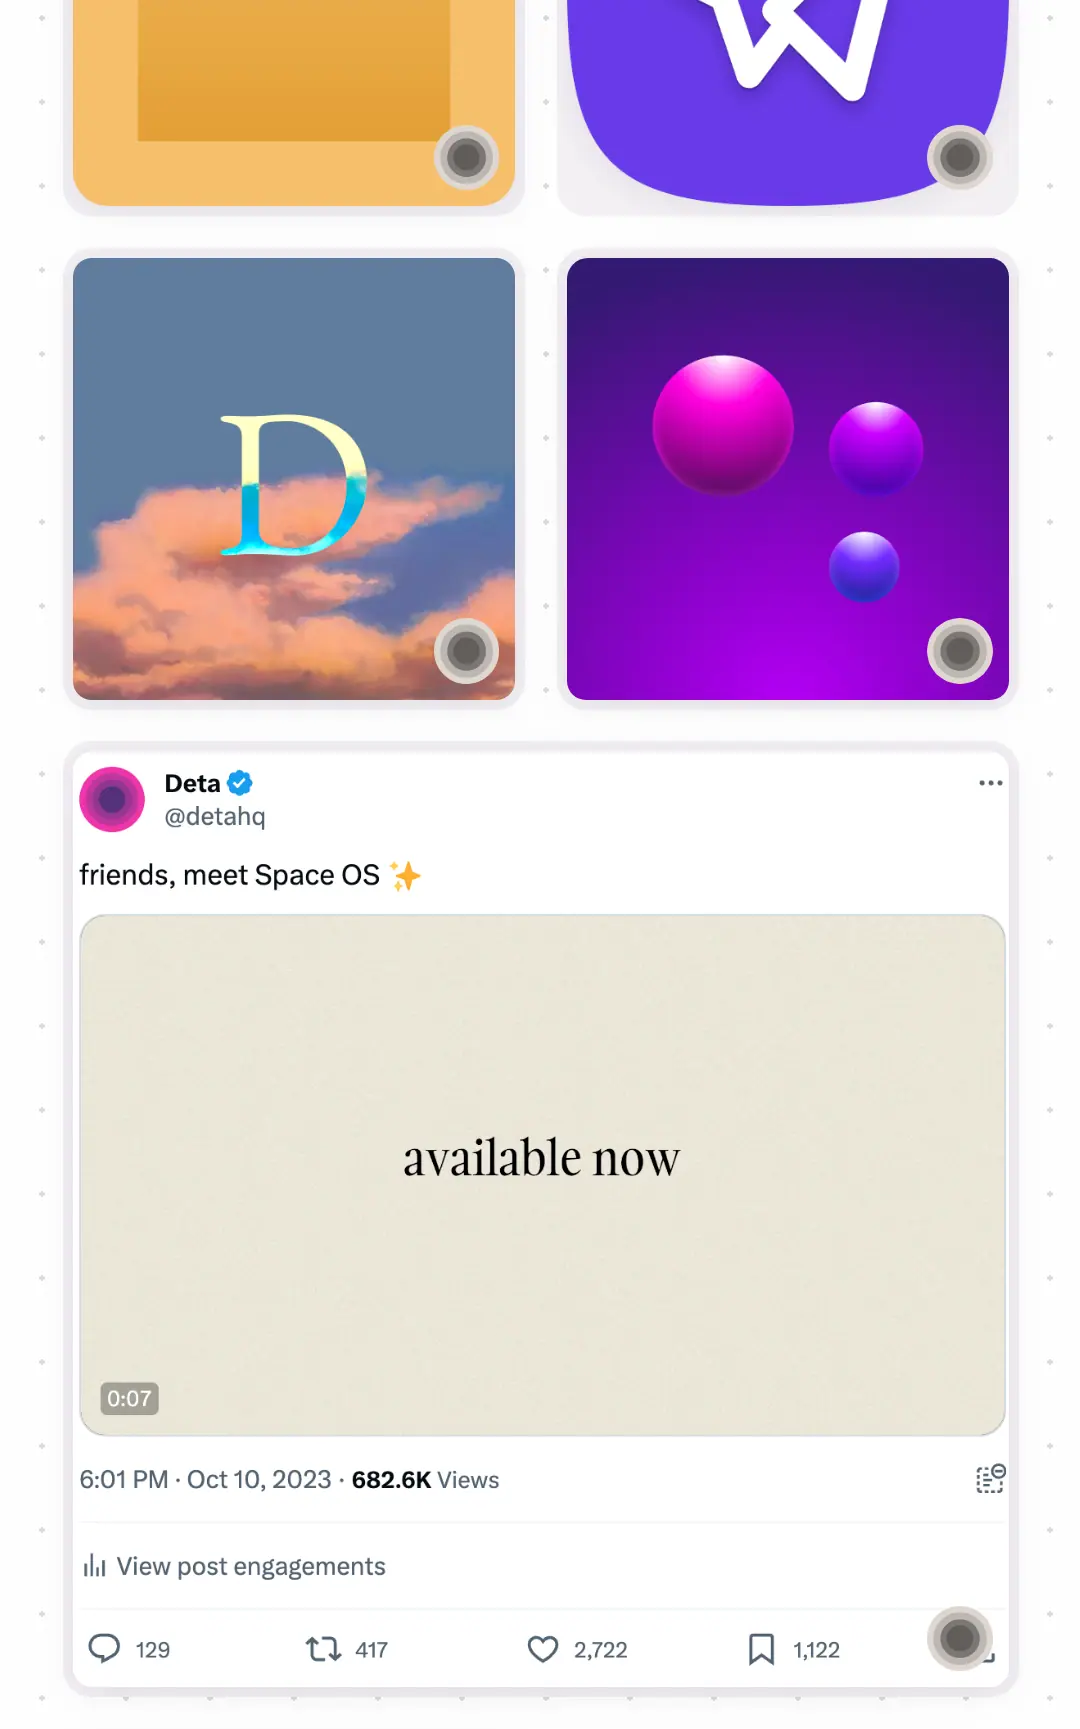 D
Deta
@detahq
friends, meet Space OS ✨
available now
0:07
6:01 PM · Oct 10, 2023 · 682.6K Views
View post engagements
129 417 2,722 1,122